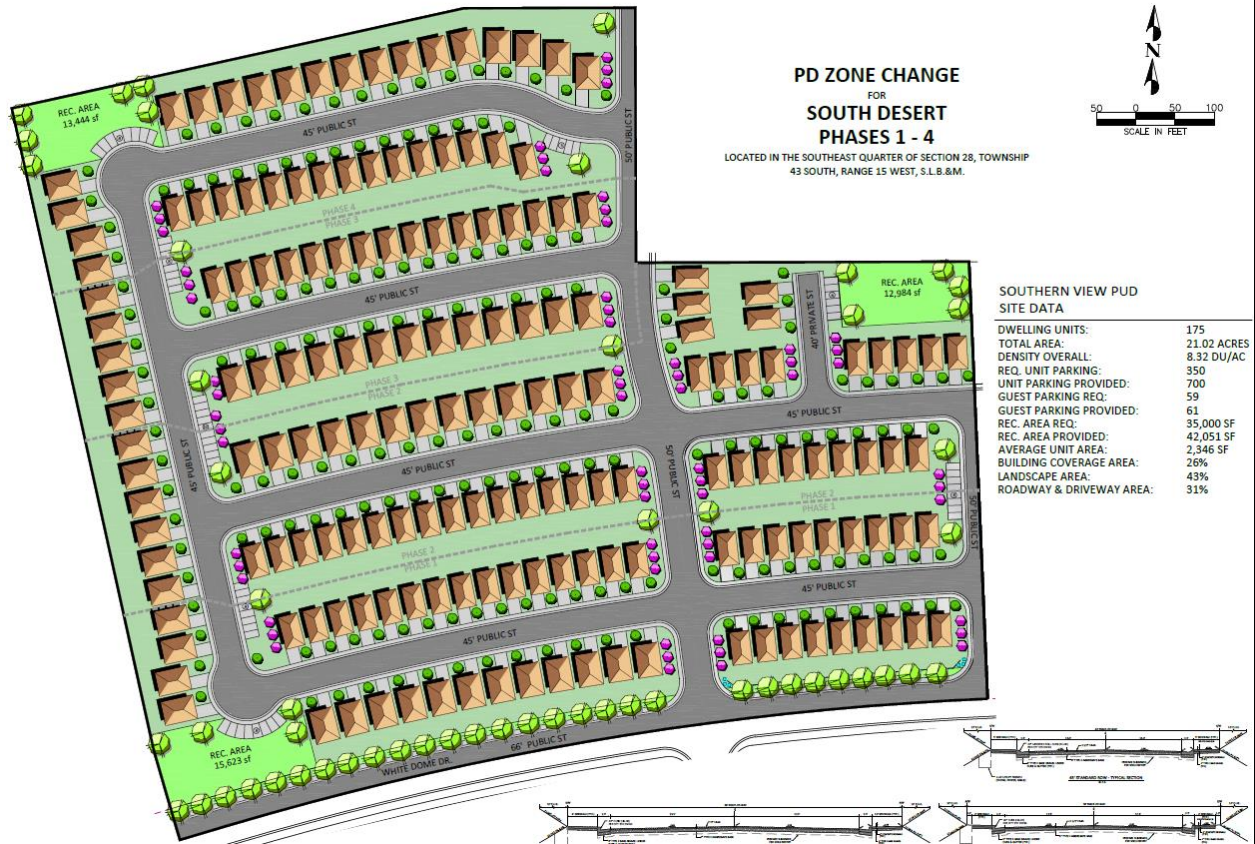 PD ZONE CHANGE
FOR
SOUTH DESERT
PHASES 1 - 4
LOCATED IN THE SOUTHEAST QUARTER OF SECTION 28, TOWNSHIP
43 SOUTH, RANGE 15 WEST, S.L.B.&M.
N
50 0 50 100
SCALE IN FEET
SOUTHERN VIEW PUD
SITE DATA
DWELLING UNITS: 175
TOTAL AREA: 21.02 ACRES
DENSITY OVERALL: 8.32 DU/AC
REQ. UNIT PARKING: 350
UNIT PARKING PROVIDED: 700
GUEST PARKING REQ: 59
GUEST PARKING PROVIDED: 61
REC. AREA REQ: 35,000 SF
REC. AREA PROVIDED: 42,051 SF
AVERAGE UNIT AREA: 2,346 SF
BUILDING COVERAGE AREA: 26%
LANDSCAPE AREA: 43%
ROADWAY & DRIVEWAY AREA: 31%
REC. AREA
13,444 sf
45' PUBLIC ST
50' PUBLIC ST
PHASE 4
PHASE 3
45' PUBLIC ST
REC. AREA
12,984 sf
40' PRIVATE ST
PHASE 3
PHASE 2
45' PUBLIC ST
45' PUBLIC ST
45' PUBLIC ST
50' PUBLIC ST
PHASE 2
PHASE 1
50' PUBLIC ST
PHASE 2
PHASE 1
45' PUBLIC ST
45' PUBLIC ST
REC. AREA
15,623 sf
66' PUBLIC ST
WHITE DOME DR.